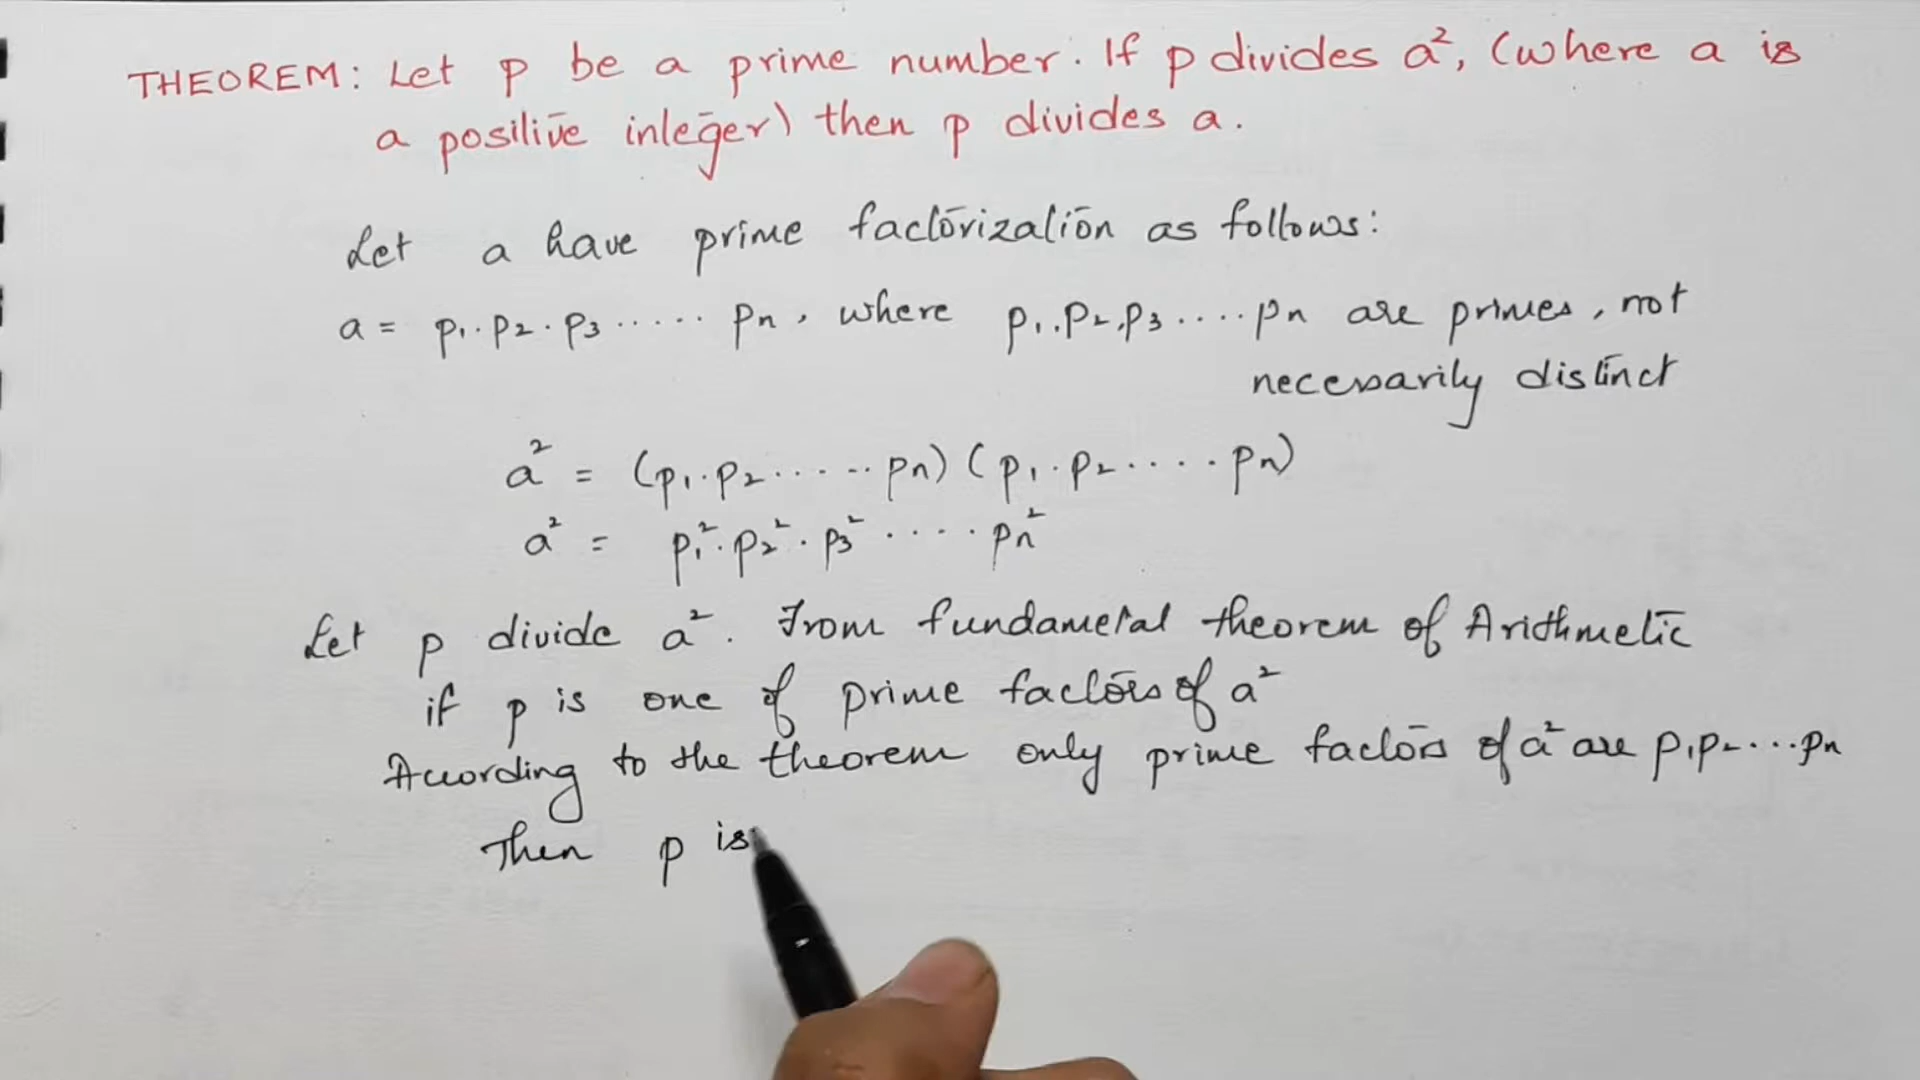 THEOREM: Let p be a prime number. If p divides a², (where a is
a positive integer) then p divides a.
Let a have prime factorization as follows:
a = p₁.p₂.p₃...... pₙ, where p₁.p₂.p₃....pₙ are primes, not
necessarily distinct
a² = (p₁.p₂......pₙ)(p₁.p₂.....pₙ)
a² = p₁².p₂².p₃².....pₙ²
Let p divide a². From fundametal theorem of Arithmetic
if p is one of prime factors of a²
According to the theorem only prime factors of a² are p₁p₂...pₙ
Then p is